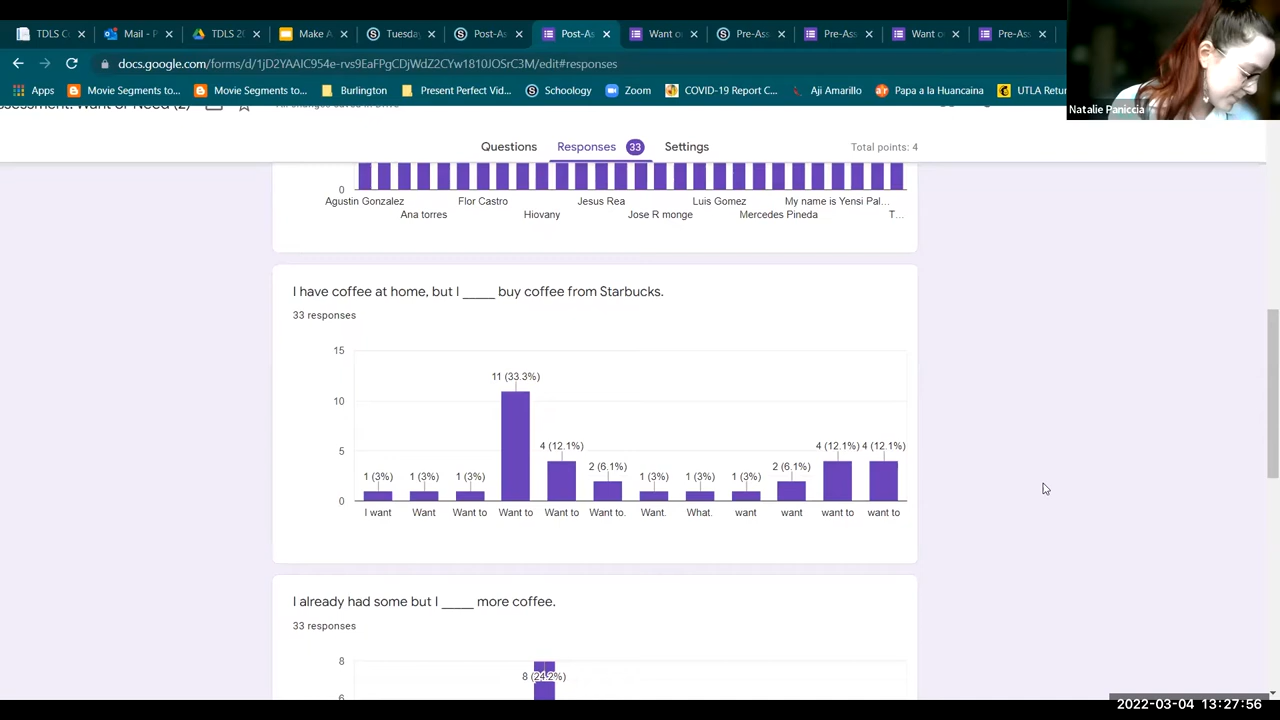 TDLS C
Mail - P
TDLS 20
Make A
Tuesday
Post-As
Post-As
Want o
Pre-Ass
Pre-Ass
Want o
Pre-Ass
docs.google.com/forms/d/1jD2YAAIC954e-rvs9EaFPgCDjWdZ2CYw1810JOSrC3M/edit#responses
Apps
Movie Segments to...
Movie Segments to...
Burlington
Present Perfect Vid...
Schoology
Zoom
COVID-19 Report C...
Aji Amarillo
Papa a la Huancaina
UTLA Retur
Natalie Paniccia
Questions
Responses 33
Settings
Total points: 4
0
Agustin Gonzalez
Flor Castro
Jesus Rea
Luis Gomez
My name is Yensi Pal...
Ana torres
Hiovany
Jose R monge
Mercedes Pineda
T...
I have coffee at home, but I _____ buy coffee from Starbucks.
33 responses
15
10
5
0
1 (3%)
1 (3%)
1 (3%)
11 (33.3%)
4 (12.1%)
2 (6.1%)
1 (3%)
1 (3%)
1 (3%)
2 (6.1%)
4 (12.1%)
4 (12.1%)
I want
Want
Want to
Want to
Want to
Want to.
Want.
What.
want
want
want to
want to
I already had some but I _____ more coffee.
33 responses
8
8 (24.2%)
6
2022-03-04 13:27:56